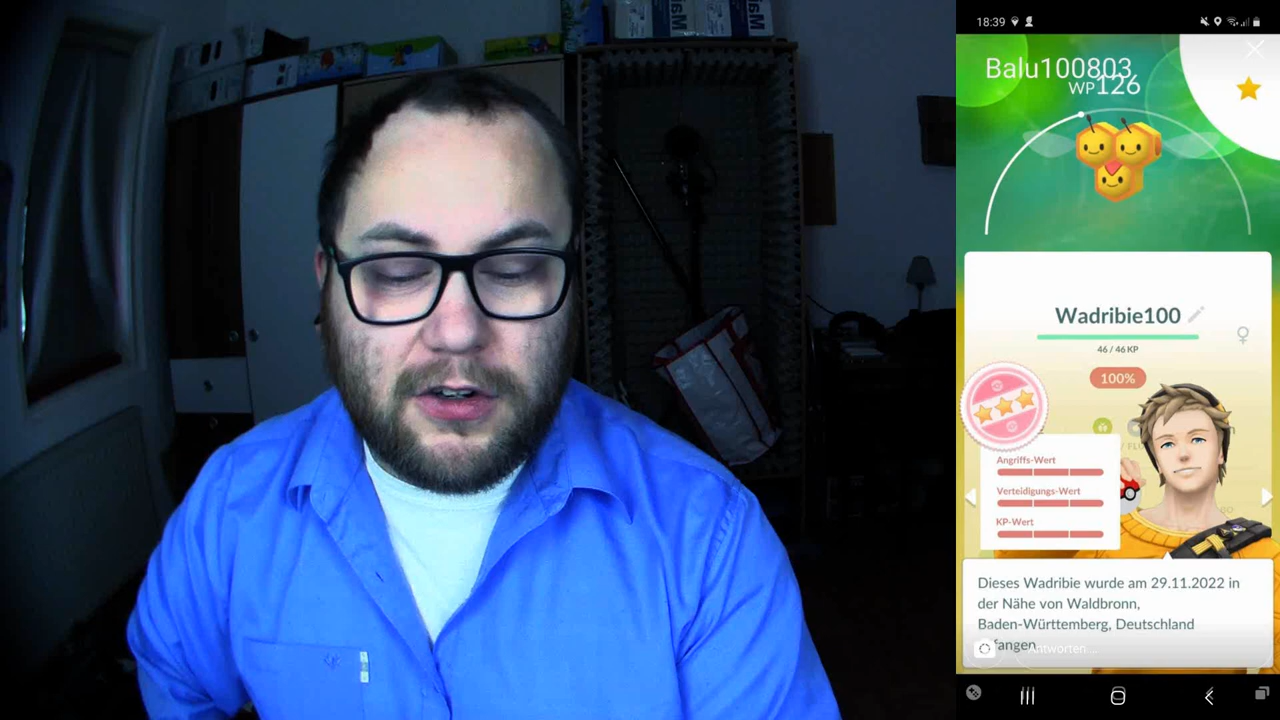 18:39
Balu100803
WP126
Wadribie100
46 / 46 KP
100%
Angriffs-Wert
Verteidigungs-Wert
KP-Wert
Dieses Wadribie wurde am 29.11.2022 in
der Nähe von Waldbronn,
Baden-Württemberg, Deutschland
Antworten ...